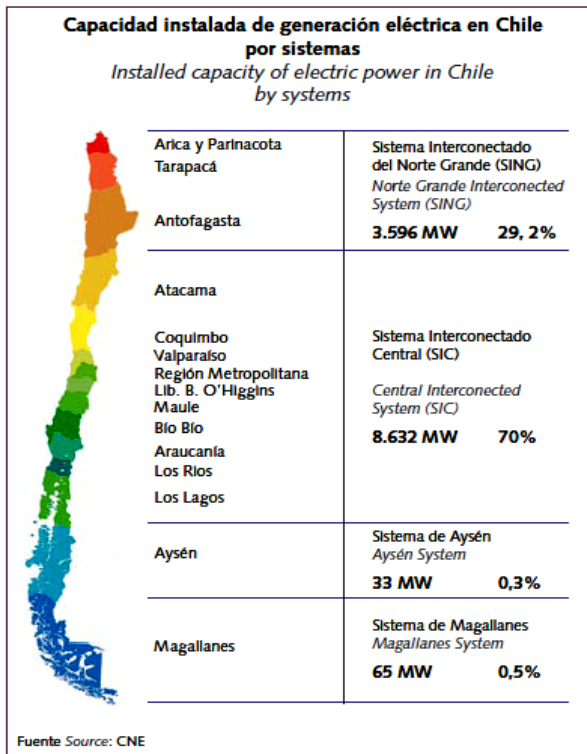 Capacidad instalada de generación eléctrica en Chile
por sistemas
Installed capacity of electric power in Chile
by systems
Arica y Parinacota
Tarapacá
Antofagasta
Sistema Interconectado
del Norte Grande (SING)
Norte Grande Interconected
System (SING)
3.596 MW 29, 2%
Atacama
Coquimbo
Valparaíso
Región Metropolitana
Lib. B. O'Higgins
Maule
Bío Bío
Araucanía
Los Rios
Los Lagos
Sistema Interconectado
Central (SIC)
Central Interconected
System (SIC)
8.632 MW 70%
Aysén
Sistema de Aysén
Aysén System
33 MW 0,3%
Magallanes
Sistema de Magallanes
Magallanes System
65 MW 0,5%
Fuente Source: CNE